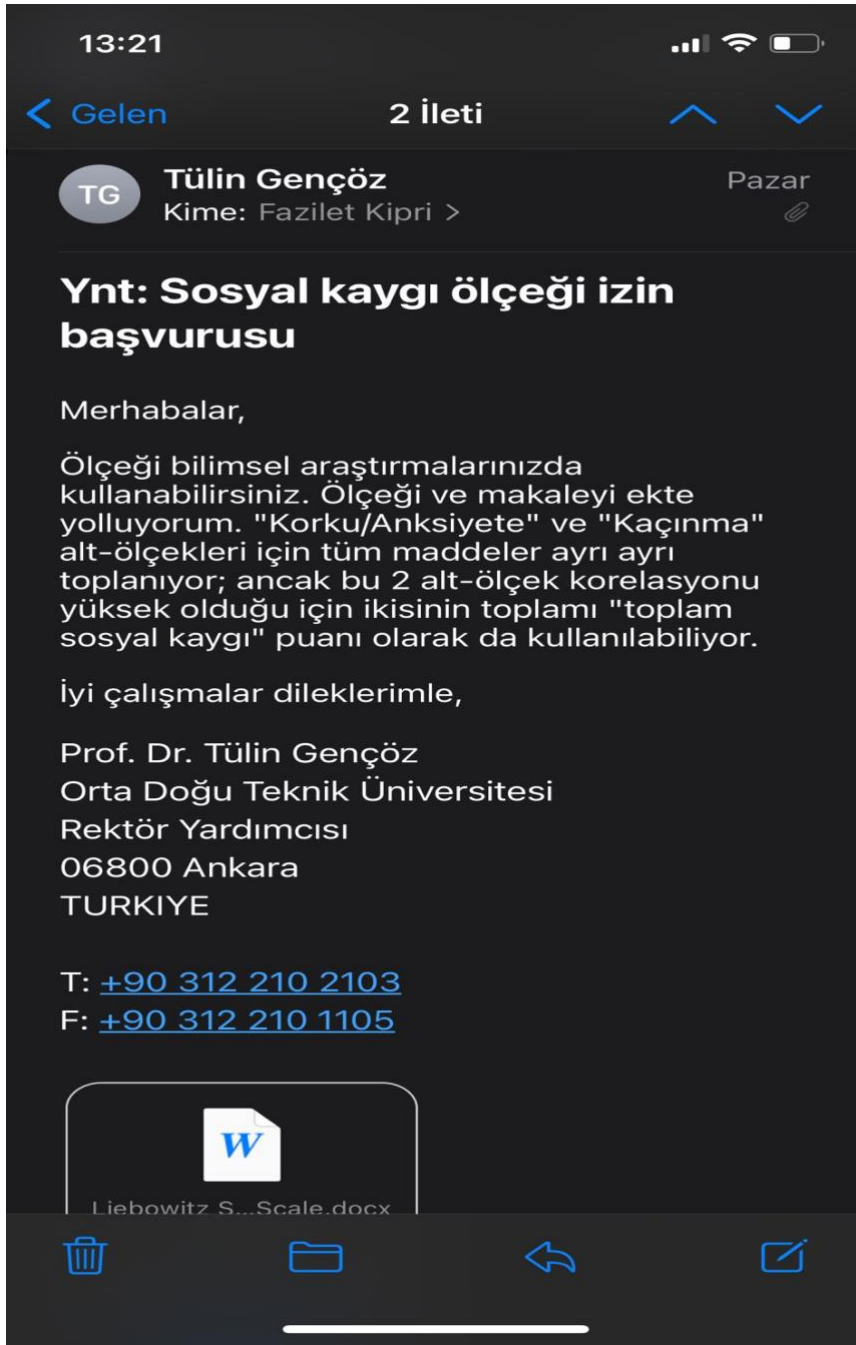 13:21
Gelen
2 İleti
TG
Tülin Gençöz
Pazar
Kime: Fazilet Kipri >
Ynt: Sosyal kaygı ölçeği izin
başvurusu
Merhabalar,
Ölçeği bilimsel araştırmalarınızda
kullanabilirsiniz. Ölçeği ve makaleyi ekte
yolluyorum. "Korku/Anksiyete" ve "Kaçınma"
alt-ölçekleri için tüm maddeler ayrı ayrı
toplanıyor; ancak bu 2 alt-ölçek korelasyonu
yüksek olduğu için ikisinin toplamı "toplam
sosyal kaygı" puanı olarak da kullanılabiliyor.
İyi çalışmalar dileklerimle,
Prof. Dr. Tülin Gençöz
Orta Doğu Teknik Üniversitesi
Rektör Yardımcısı
06800 Ankara
TURKIYE
T: +90 312 210 2103
F: +90 312 210 1105
W
Liebowitz S...Scale.docx